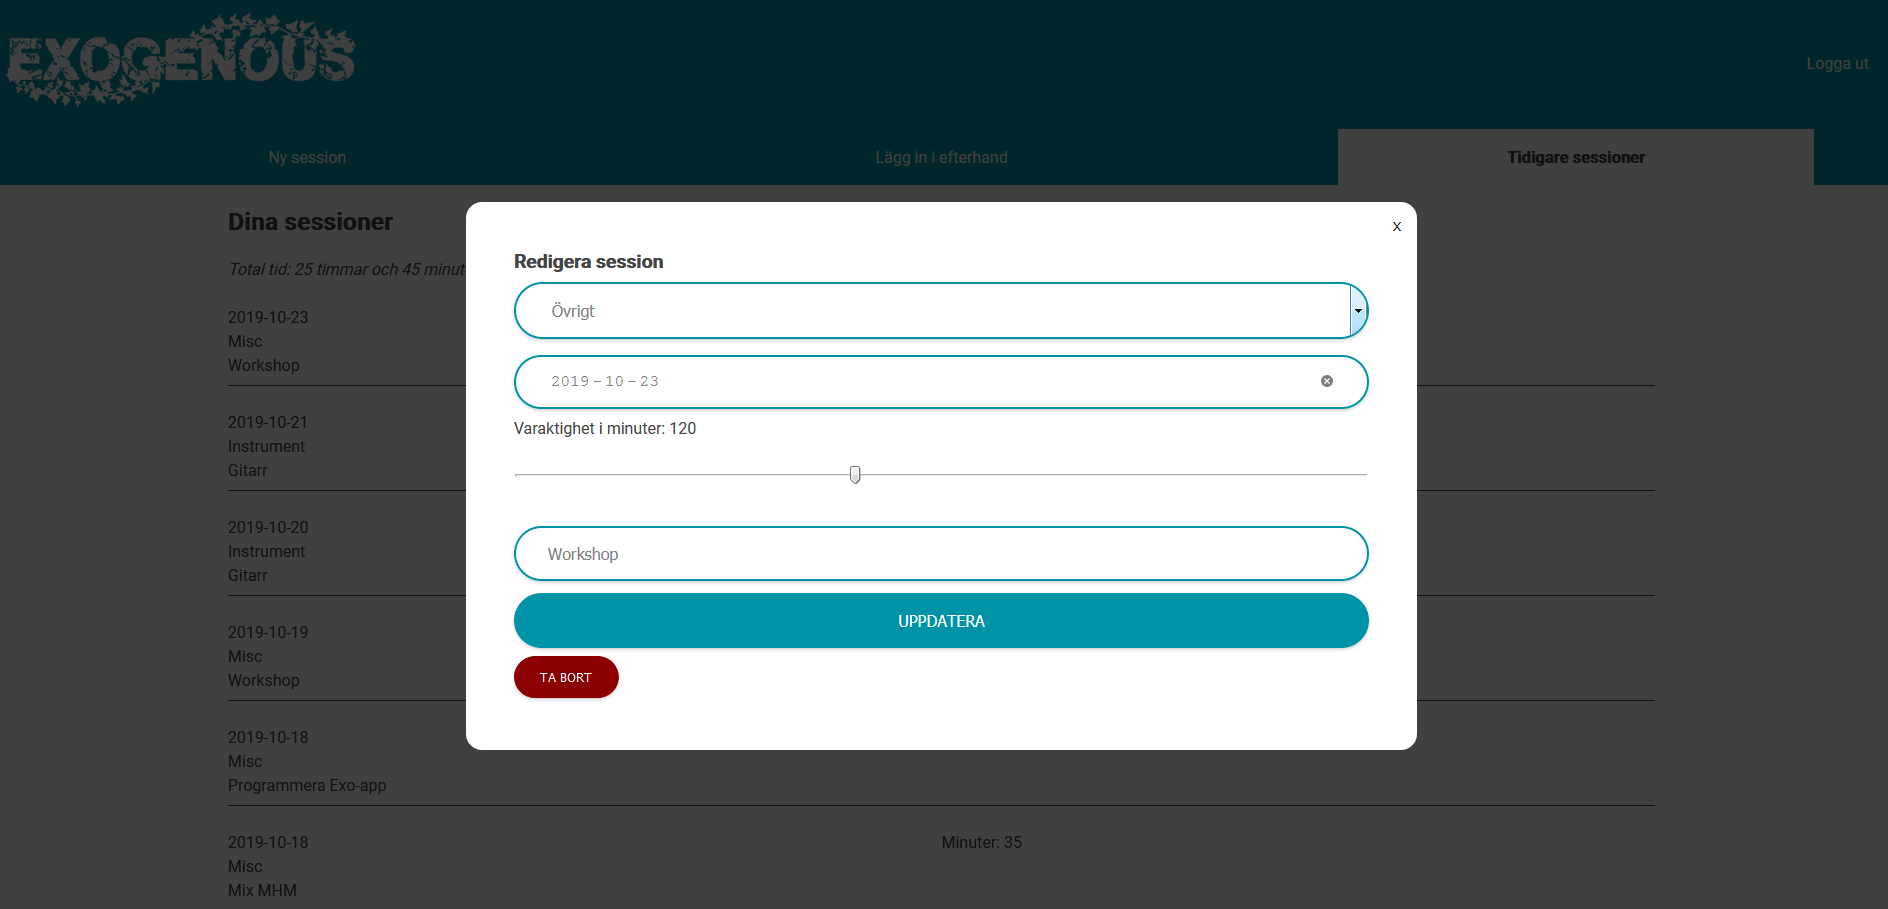 EXOGENOUS
Logga ut
Ny session
Lägg in i efterhand
Tidigare sessioner
Dina sessioner
Total tid: 25 timmar och 45 minut
2019-10-23
Misc
Workshop
2019-10-21
Instrument
Gitarr
2019-10-20
Instrument
Gitarr
2019-10-19
Misc
Workshop
2019-10-18
Misc
Programmera Exo-app
2019-10-18
Minuter: 35
Misc
Mix MHM
X
Redigera session
Övrigt
2019-10-23
Varaktighet i minuter: 120
Workshop
UPPDATERA
TA BORT